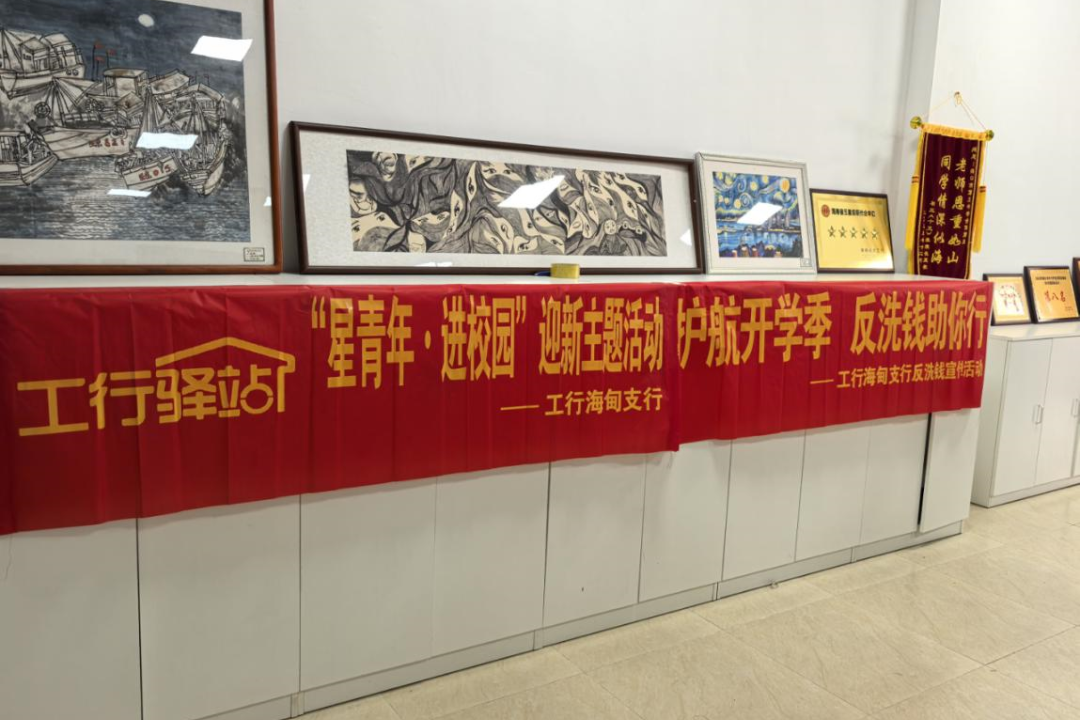 工行驿站
“星青年·进校园”迎新主题活动
—— 工行海甸支行
护航开学季 反洗钱助你行
—— 工行海甸支行反洗钱宣传活动
老师恩重如山
同学情深似海
第八名